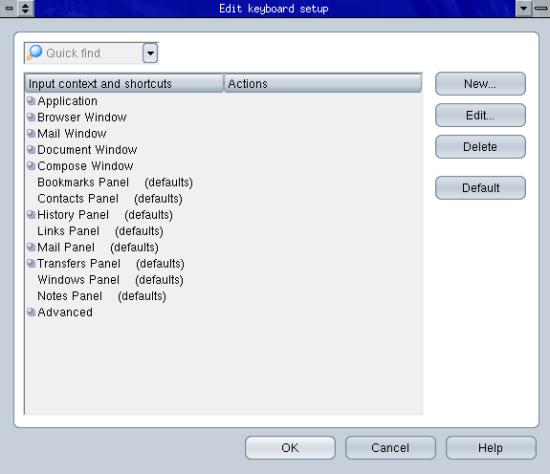 Edit keyboard setup
Quick find
Input context and shortcuts Actions
New...
Application
Browser Window
Edit...
Mail Window
Document Window
Delete
Compose Window
Bookmarks Panel (defaults)
Default
Contacts Panel (defaults)
History Panel (defaults)
Links Panel (defaults)
Mail Panel (defaults)
Transfers Panel (defaults)
Windows Panel (defaults)
Notes Panel (defaults)
Advanced
OK Cancel Help